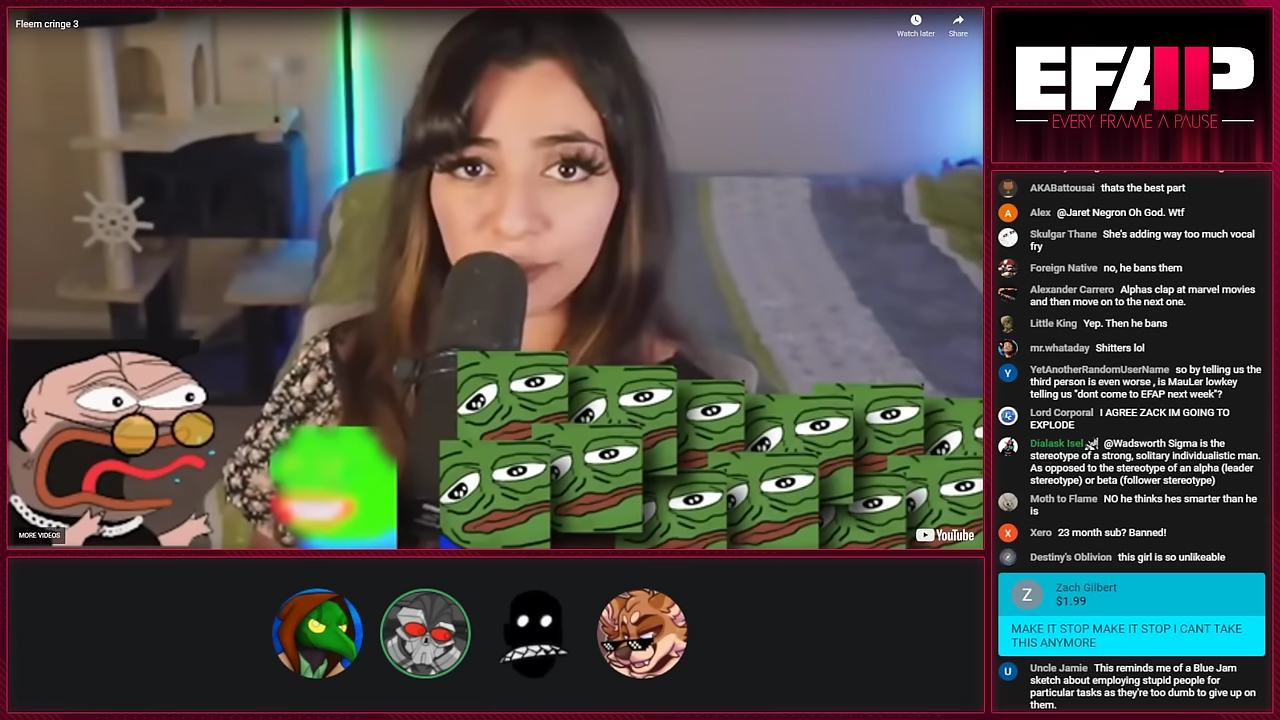 Fleem cringe 3
Watch later
Share
MORE VIDEOS
YouTube
EFAP
EVERY FRAME A PAUSE
AKABattousai thats the best part
Alex @Jaret Negron Oh God. Wtf
Skulgar Thane She's adding way too much vocal
fry
Foreign Native no, he bans them
Alexander Carrero Alphas clap at marvel movies
and then move on to the next one.
Little King Yep. Then he bans
mr.whataday Shitters lol
YetAnotherRandomUserName so by telling us the
third person is even worse , is MauLer lowkey
telling us "dont come to EFAP next week"?
Lord Corporal I AGREE ZACK IM GOING TO
EXPLODE
Dialask Isel @Wadsworth Sigma is the
stereotype of a strong, solitary individualistic man.
As opposed to the stereotype of an alpha (leader
stereotype) or beta (follower stereotype)
Moth to Flame NO he thinks hes smarter than he
is
Xero 23 month sub? Banned!
Destiny's Oblivion this girl is so unlikeable
Zach Gilbert
$1.99
MAKE IT STOP MAKE IT STOP I CANT TAKE
THIS ANYMORE
Uncle Jamie This reminds me of a Blue Jam
sketch about employing stupid people for
particular tasks as they're too dumb to give up on
them.